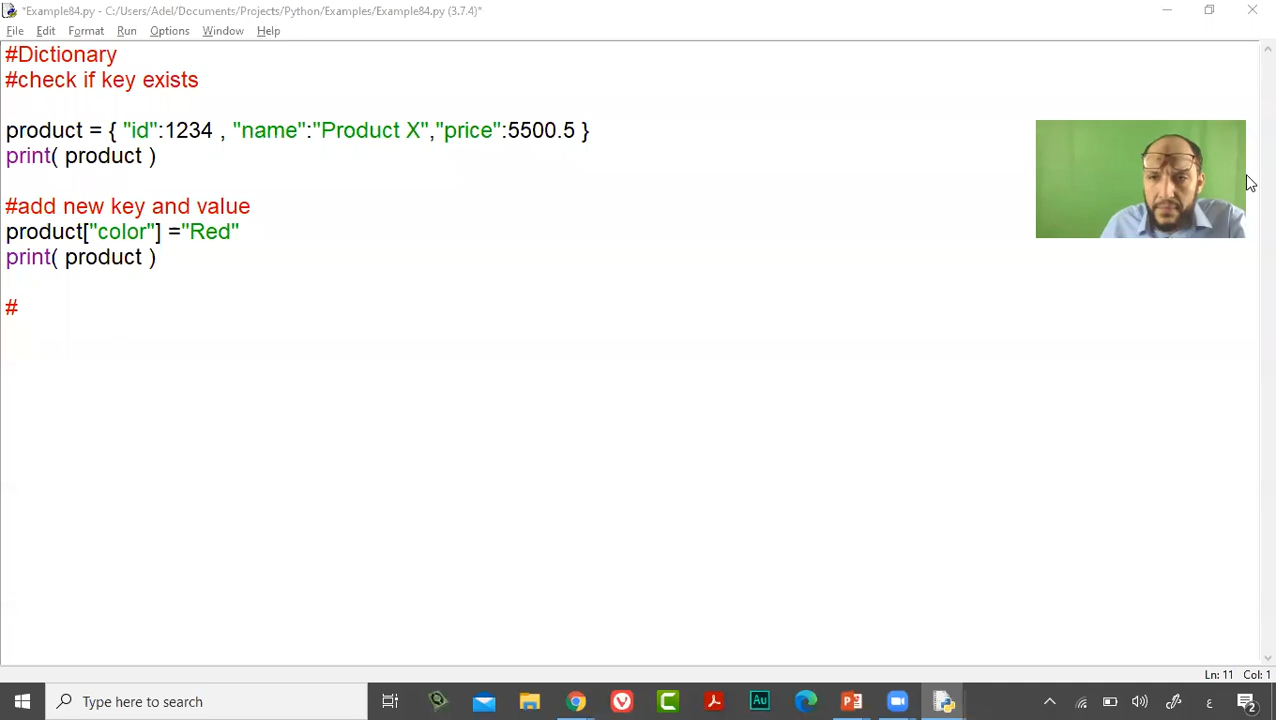 *Example84.py - C:/Users/Adel/Documents/Projects/Python/Examples/Example84.py (3.7.4)*
File Edit Format Run Options Window Help
#Dictionary
#check if key exists
product = { "id":1234 , "name":"Product X","price":5500.5 }
print( product )
#add new key and value
product["color"] ="Red"
print( product )
#
Ln: 11 Col: 1
Type here to search
Au
ع
2